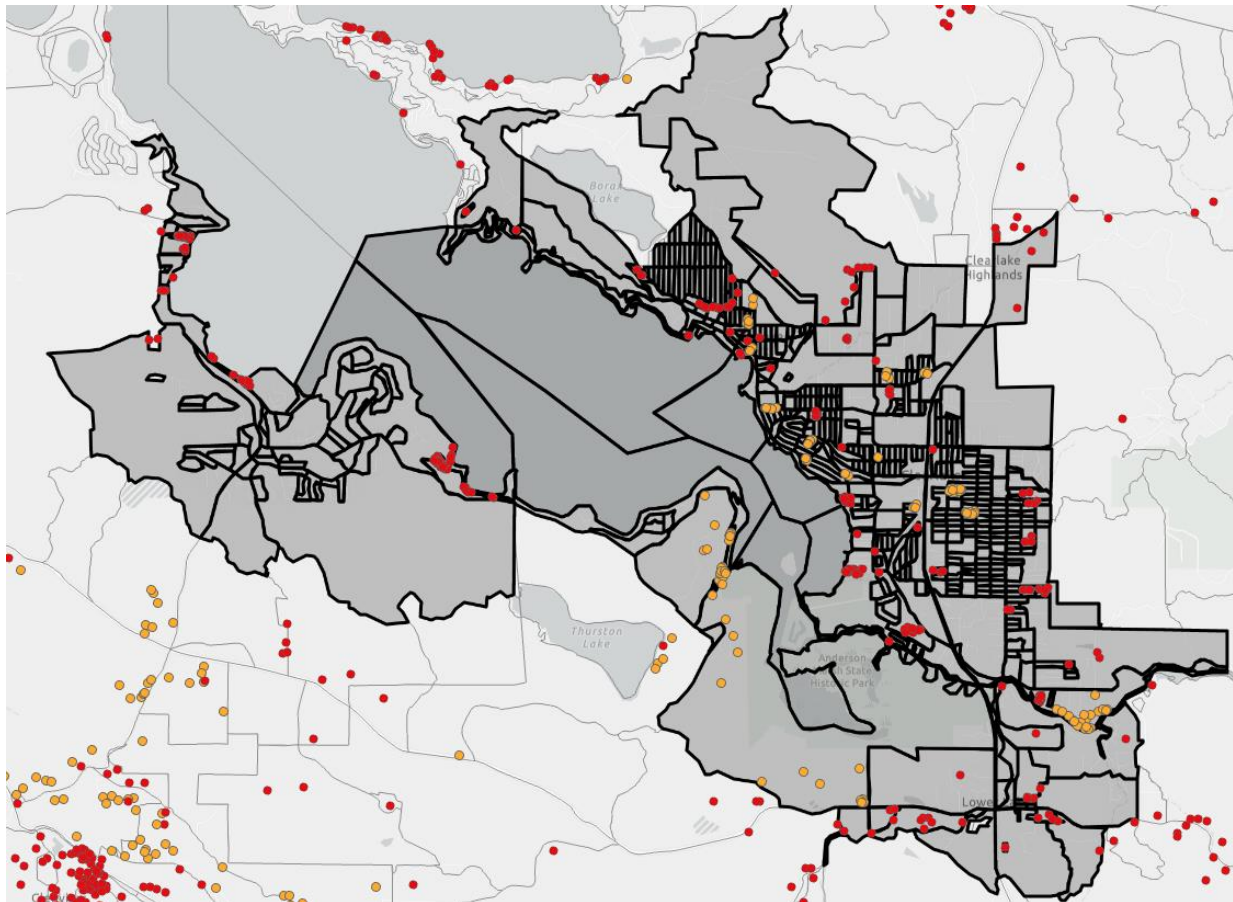 Borax
Lake
Clearlake
Highlands
Thurston
Lake
Anderson
Historic Park
Lowe